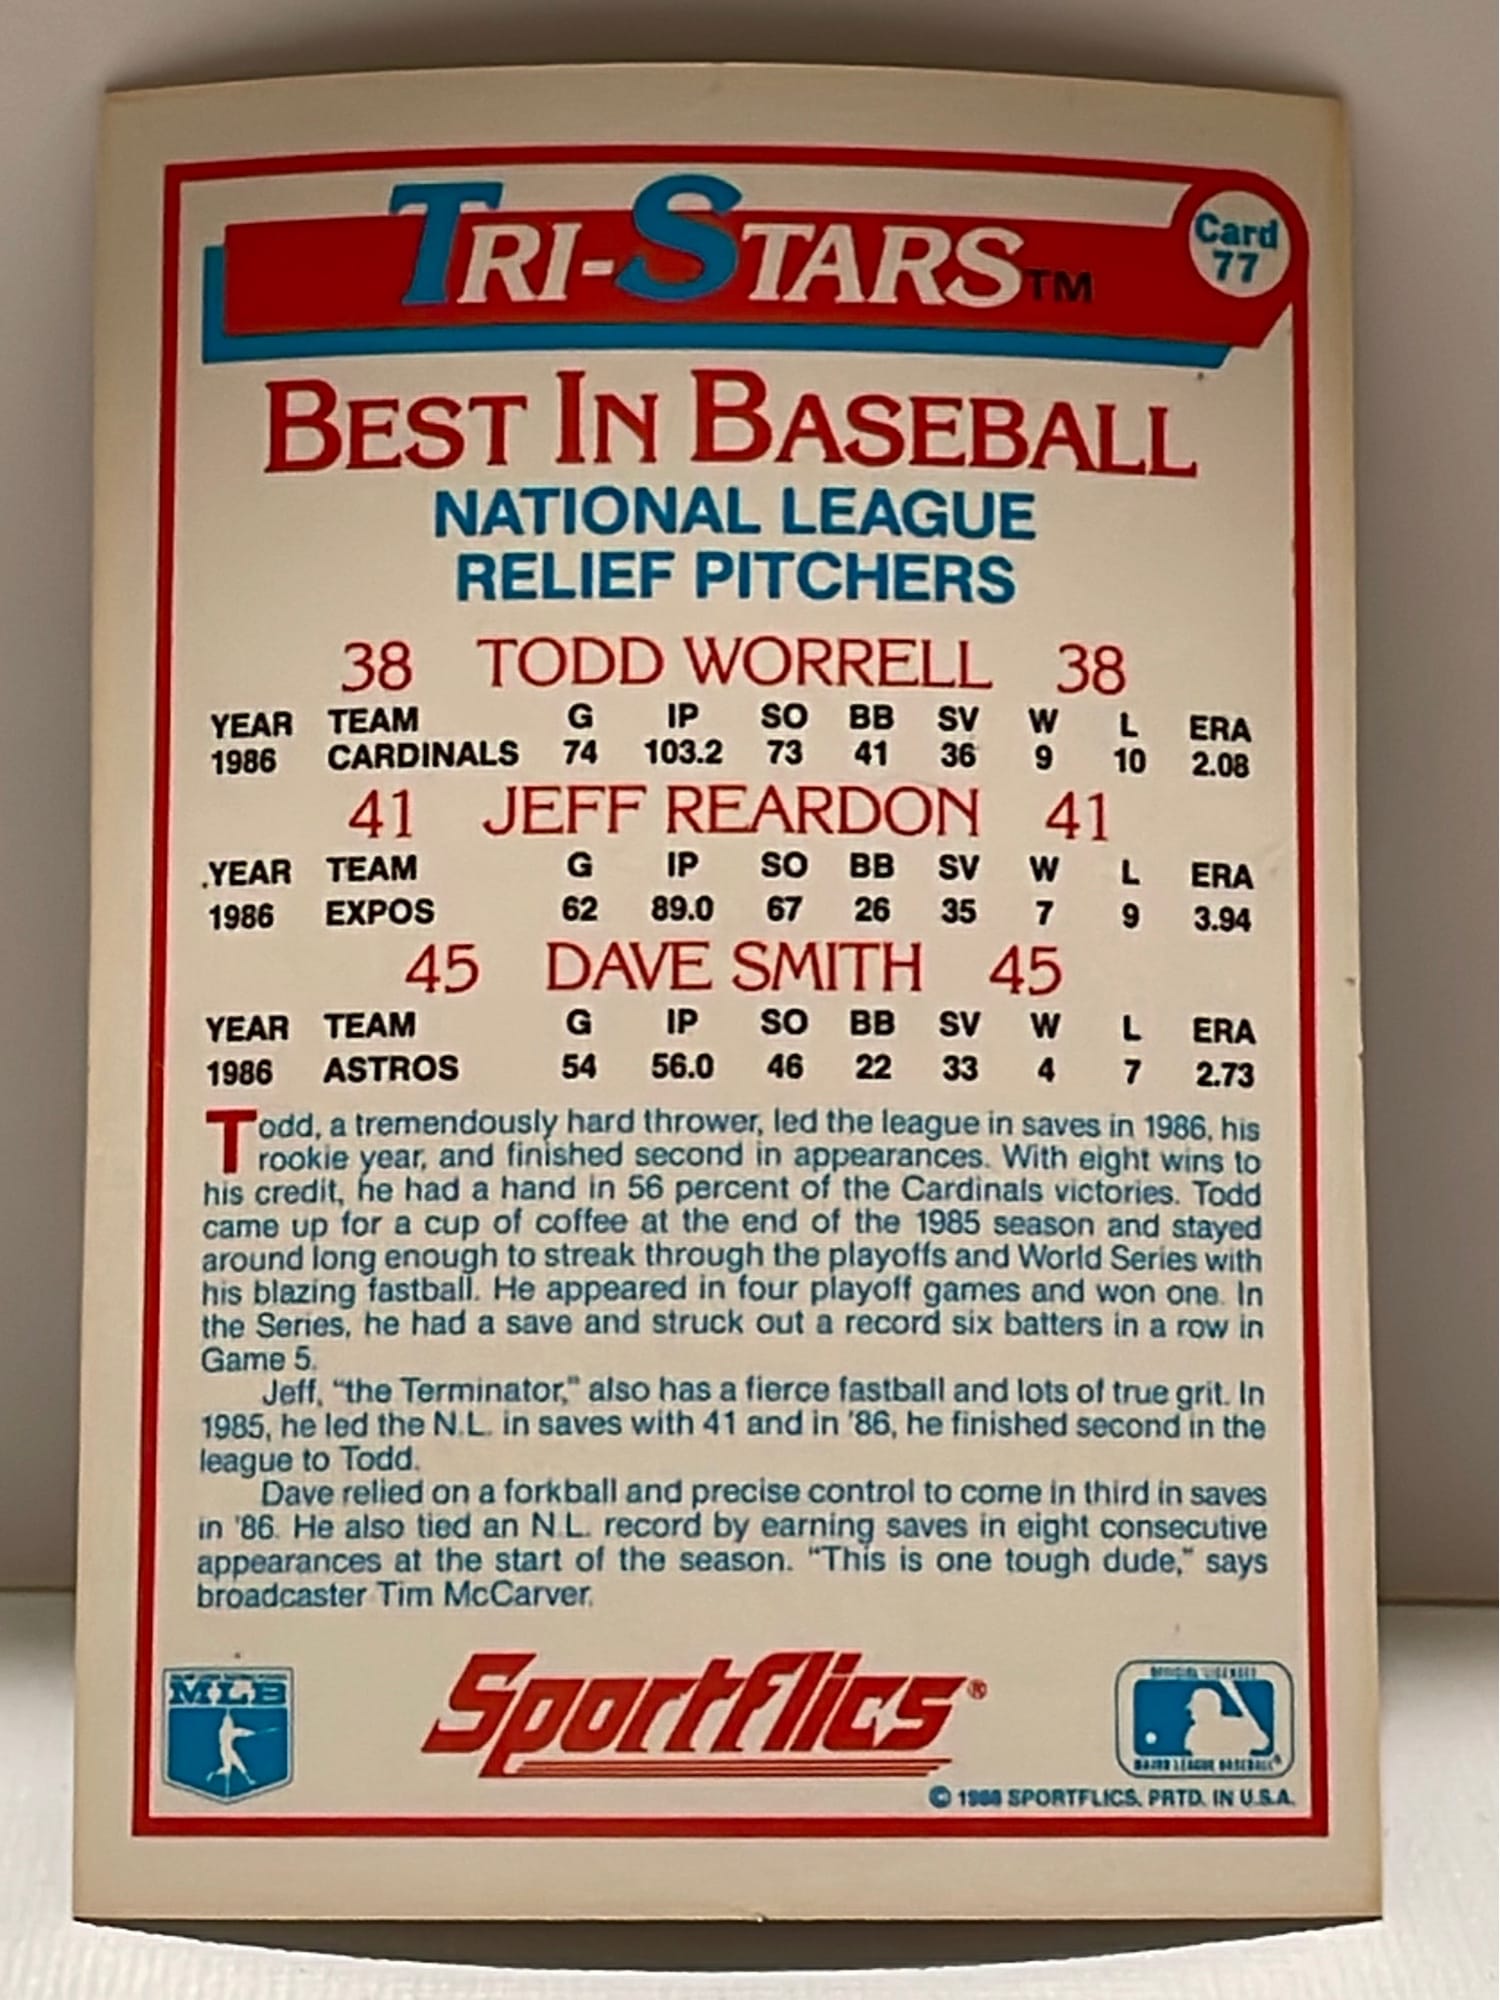 TRI-STARS™
Card
77
BEST IN BASEBALL
NATIONAL LEAGUE
RELIEF PITCHERS
38 TODD WORRELL 38
YEAR TEAM G IP SO BB SV W L ERA
1986 CARDINALS 74 103.2 73 41 36 9 10 2.08
41 JEFF REARDON 41
YEAR TEAM G IP SO BB SV W L ERA
1986 EXPOS 62 89.0 67 26 35 7 9 3.94
45 DAVE SMITH 45
YEAR TEAM G IP SO BB SV W L ERA
1986 ASTROS 54 56.0 46 22 33 4 7 2.73
Todd, a tremendously hard thrower, led the league in saves in 1986, his
rookie year, and finished second in appearances. With eight wins to
his credit, he had a hand in 56 percent of the Cardinals victories. Todd
came up for a cup of coffee at the end of the 1985 season and stayed
around long enough to streak through the playoffs and World Series with
his blazing fastball. He appeared in four playoff games and won one. In
the Series, he had a save and struck out a record six batters in a row in
Game 5.
Jeff, "the Terminator," also has a fierce fastball and lots of true grit. In
1985, he led the N.L. in saves with 41 and in '86, he finished second in the
league to Todd.
Dave relied on a forkball and precise control to come in third in saves
in '86. He also tied an N.L. record by earning saves in eight consecutive
appearances at the start of the season. "This is one tough dude," says
broadcaster Tim McCarver.
MLB
Sportflics®
OFFICIAL LICENSEE
MAJOR LEAGUE BASEBALL®
© SPORTFLICS. PRTD. IN U.S.A.